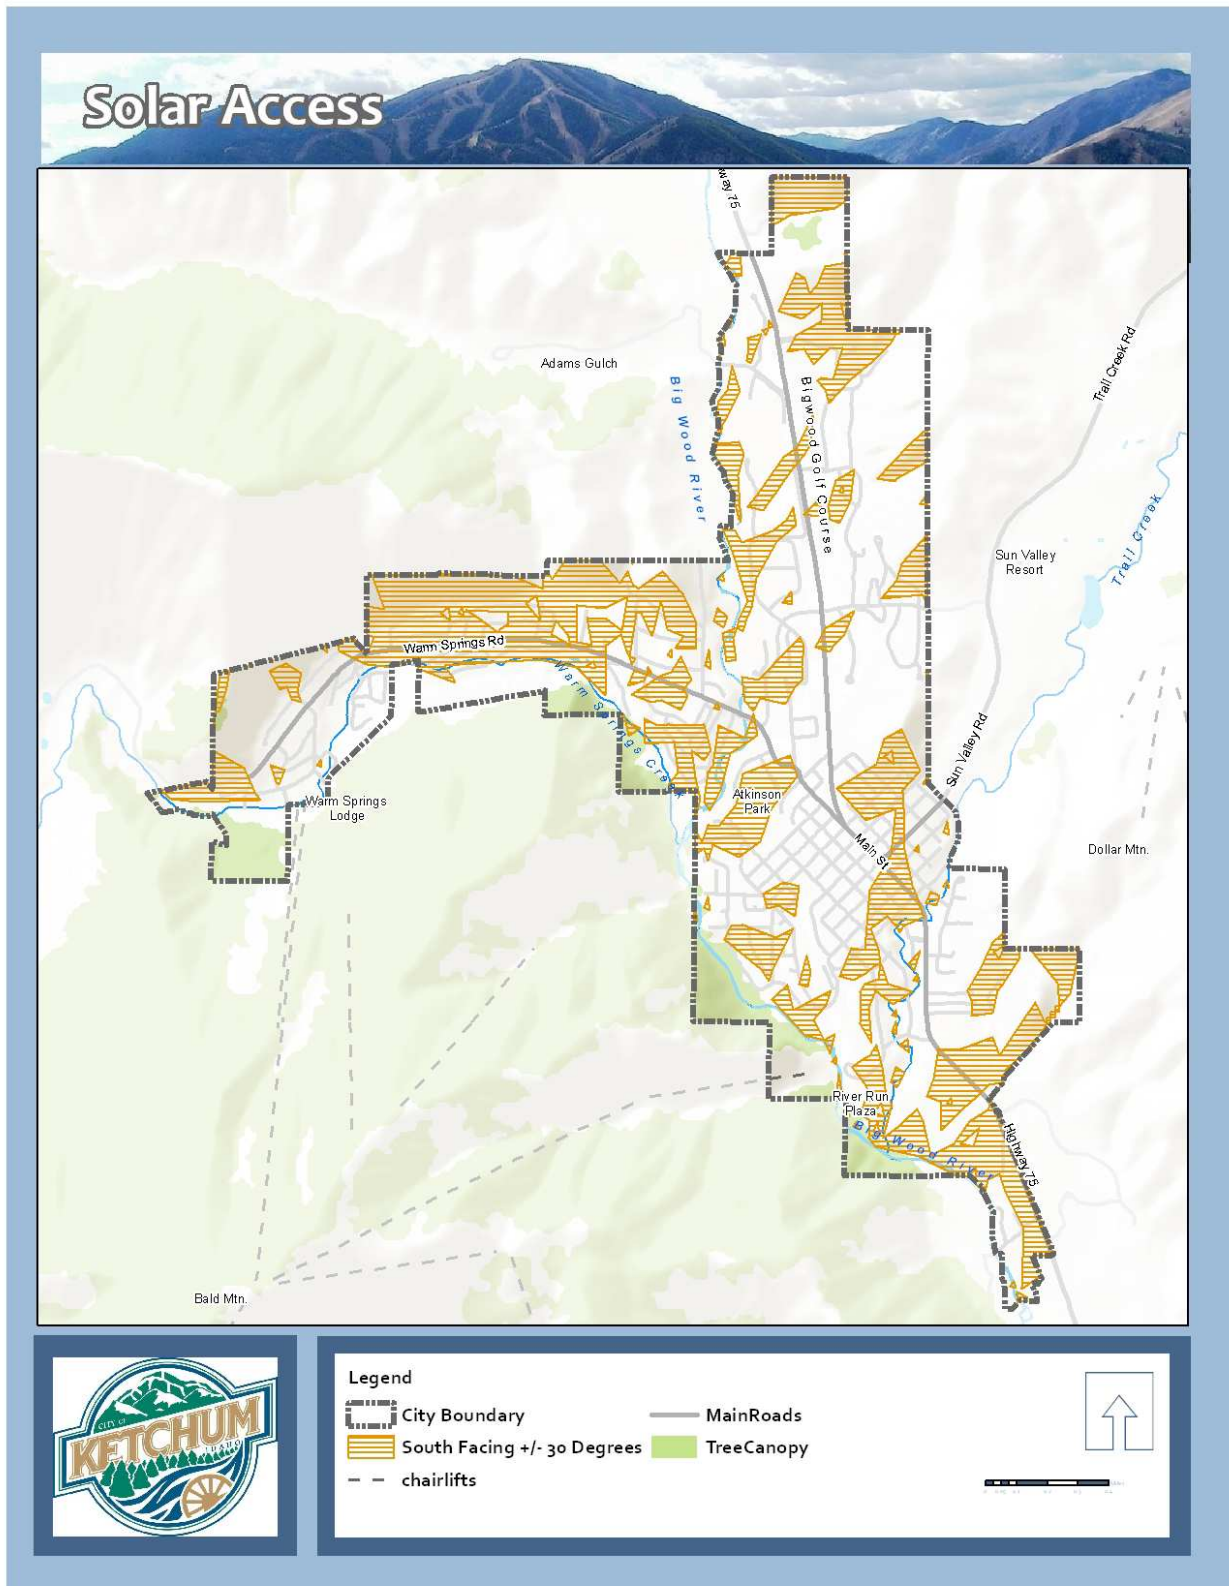 Solar Access
way 75
Trail Creek Rd
Adams Gulch
Big Wood River
Bigwood Golf Course
Trail Creek
Sun Valley
Resort
Warm Springs Rd
Warm Springs Creek
Sun Valley Rd
Warm Springs
Lodge
Atkinson
Park
Main St
Dollar Mtn.
River Run
Plaza
Big Wood River
Highway 75
Bald Mtn.
CITY OF
KETCHUM
IDAHO
Legend
City Boundary
MainRoads
South Facing +/- 30 Degrees
TreeCanopy
chairlifts